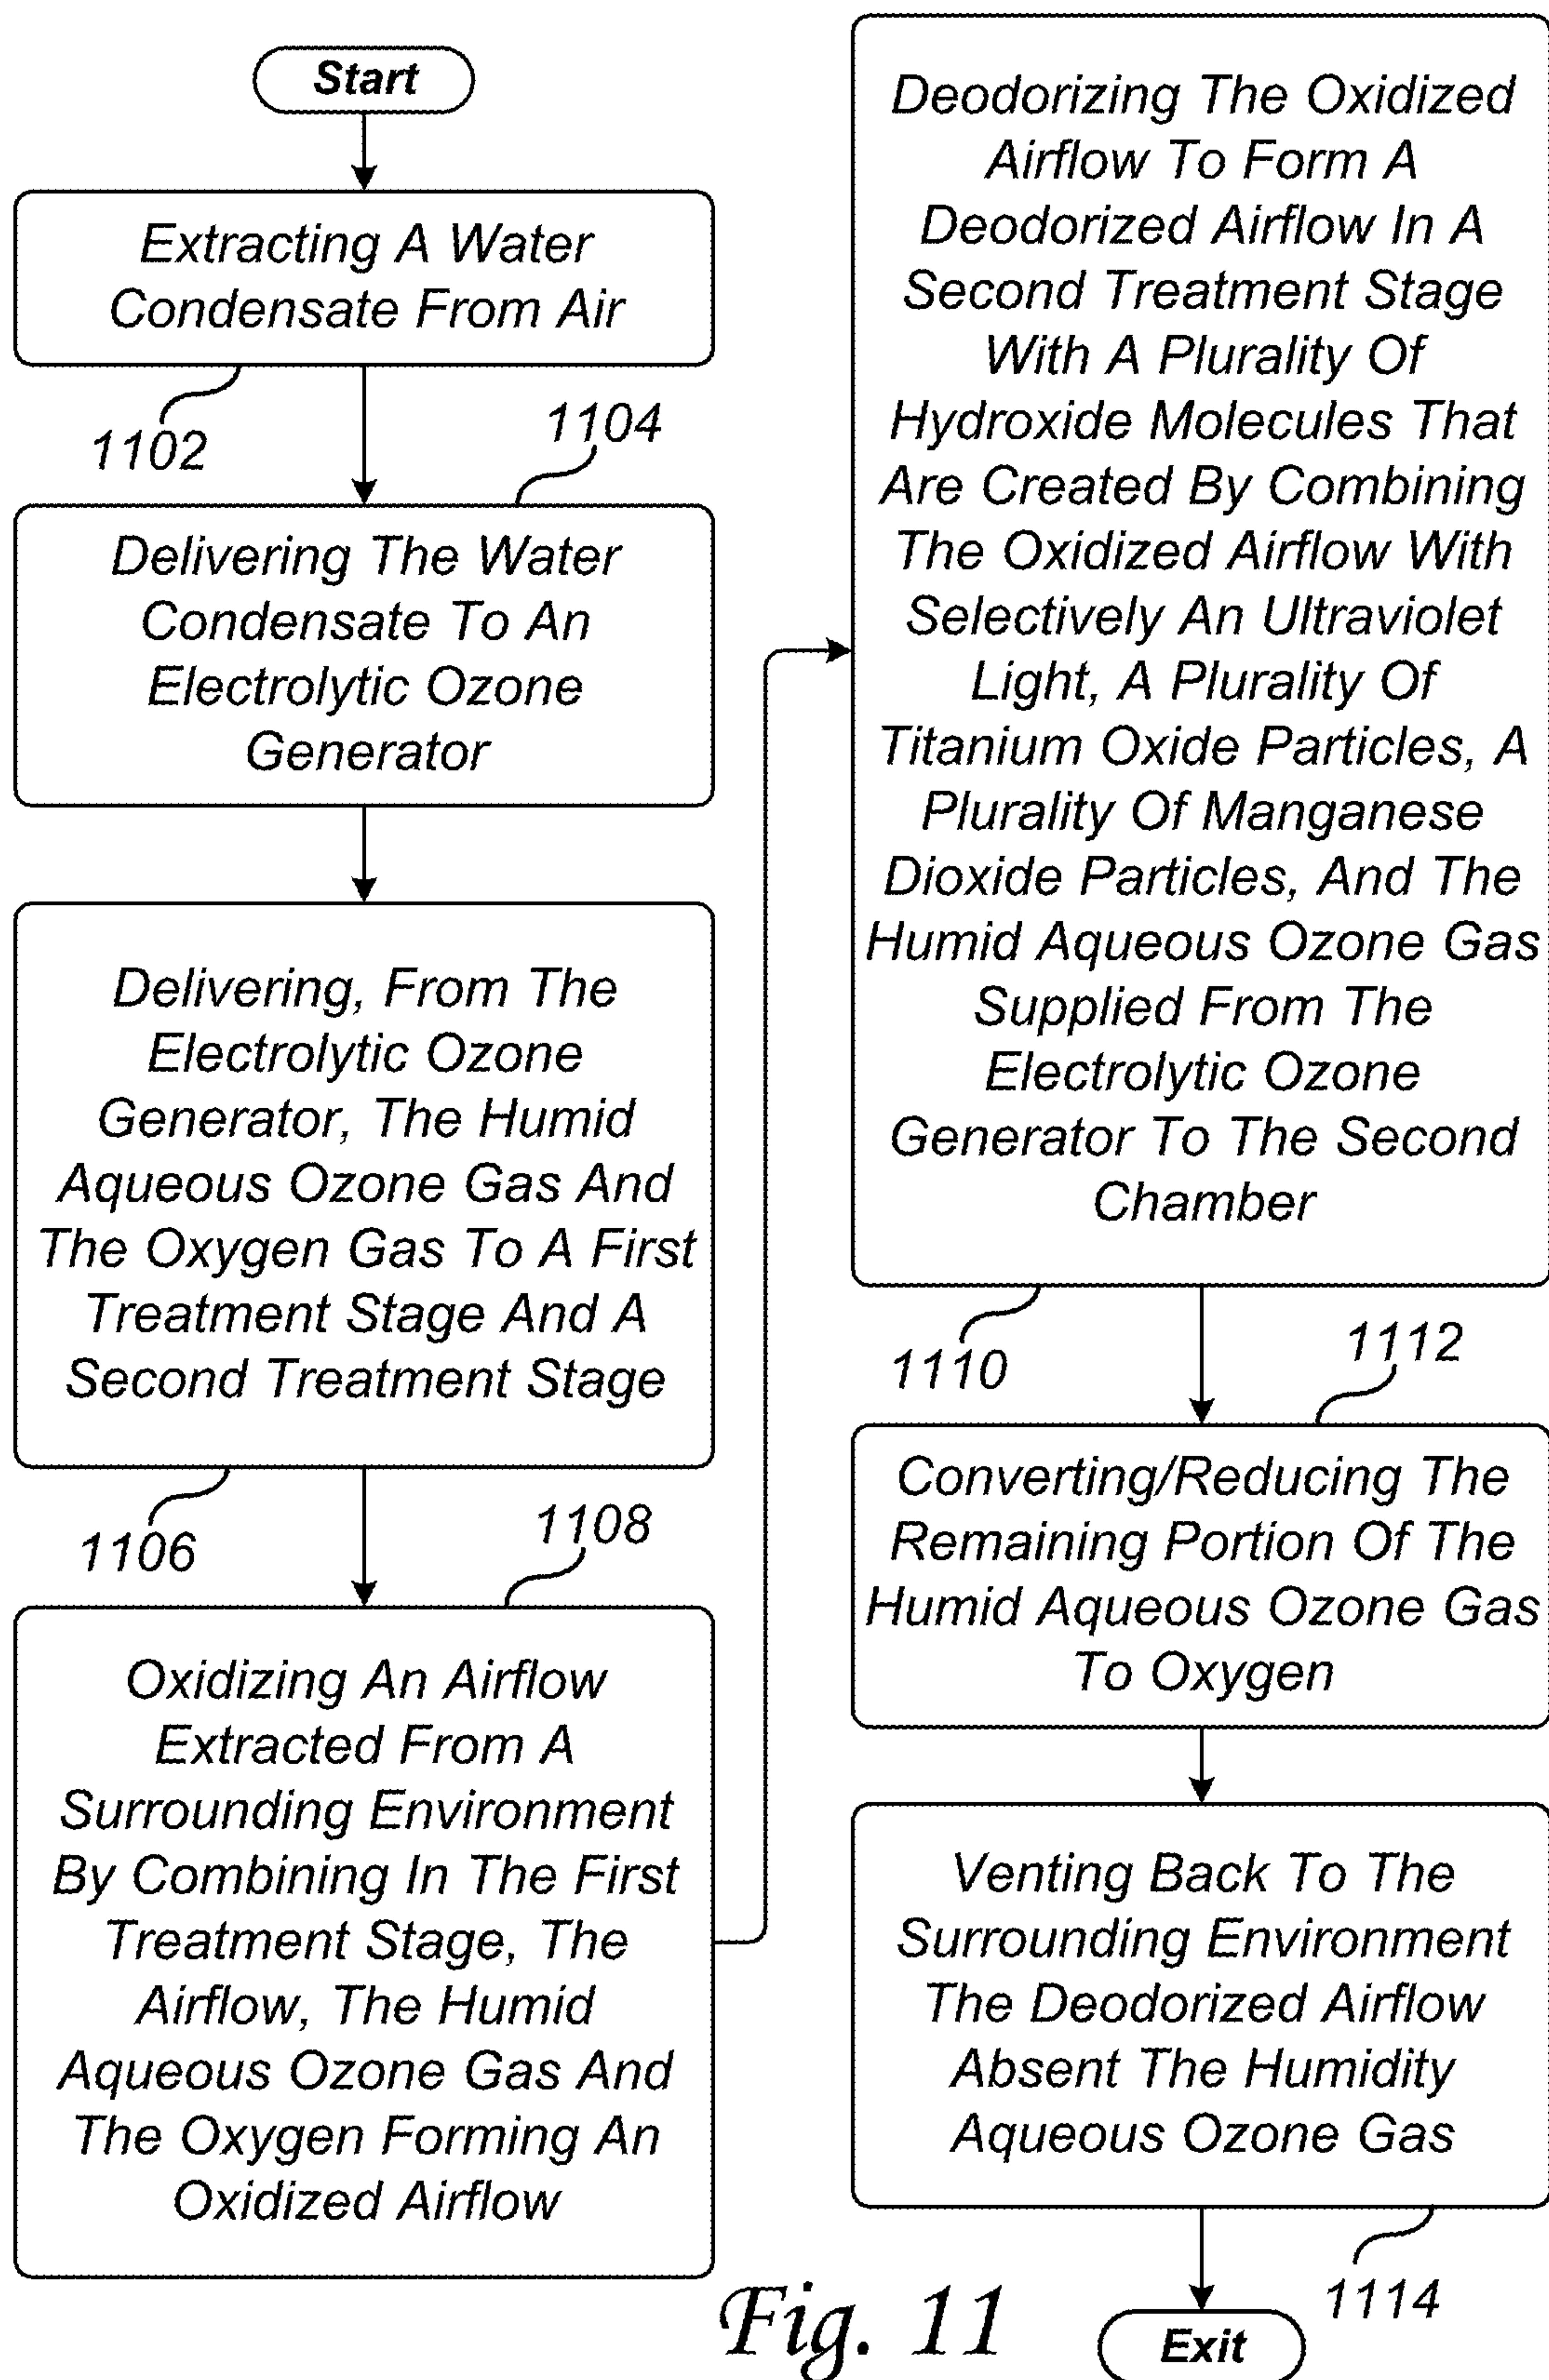 Start
Extracting A Water
Condensate From Air
1102
1104
Delivering The Water
Condensate To An
Electrolytic Ozone
Generator
Delivering, From The
Electrolytic Ozone
Generator, The Humid
Aqueous Ozone Gas And
The Oxygen Gas To A First
Treatment Stage And A
Second Treatment Stage
1106
1108
Oxidizing An Airflow
Extracted From A
Surrounding Environment
By Combining In The First
Treatment Stage, The
Airflow, The Humid
Aqueous Ozone Gas And
The Oxygen Forming An
Oxidized Airflow
Deodorizing The Oxidized
Airflow To Form A
Deodorized Airflow In A
Second Treatment Stage
With A Plurality Of
Hydroxide Molecules That
Are Created By Combining
The Oxidized Airflow With
Selectively An Ultraviolet
Light, A Plurality Of
Titanium Oxide Particles, A
Plurality Of Manganese
Dioxide Particles, And The
Humid Aqueous Ozone Gas
Supplied From The
Electrolytic Ozone
Generator To The Second
Chamber
1110
1112
Converting/Reducing The
Remaining Portion Of The
Humid Aqueous Ozone Gas
To Oxygen
Venting Back To The
Surrounding Environment
The Deodorized Airflow
Absent The Humidity
Aqueous Ozone Gas
1114
Exit
Fig. 11